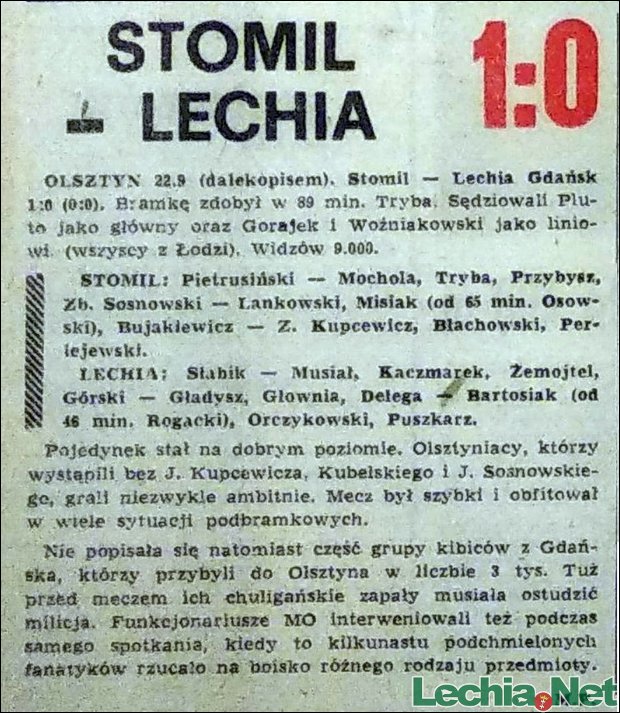 STOMIL
- LECHIA
1:0
OLSZTYN 22.9 (dalekopisem). Stomil — Lechia Gdańsk
1:0 (0:0). Bramkę zdobył w 89 min. Tryba. Sędziowali Plu-
to jako główny oraz Gorajek i Woźniakowski jako linio-
wi (wszyscy z Łodzi). Widzów 9.000.
STOMIL: Pietrusiński — Mochola, Tryba, Przybysz,
Zb. Sosnowski — Lankowski, Misiak (od 65 min. Osow-
ski), Bujakiewicz — Z. Kupcewicz, Błachowski, Per-
lejewski.
LECHIA: Słabik — Musiał, Kaczmarek, Żemojtel,
Górski — Gładysz, Głownia, Delega — Bartosiak (od
46 min. Rogacki), Orczykowski, Puszkarz.
Pojedynek stał na dobrym poziomie. Olsztyniacy, którzy
wystąpili bez J. Kupcewicza, Kubelskiego i J. Sosnowskie-
go, grali niezwykle ambitnie. Mecz był szybki i obfitował
w wiele sytuacji podbramkowych.
Nie popisała się natomiast część grupy kibiców z Gdań-
ska, którzy przybyli do Olsztyna w liczbie 3 tys. Tuż
przed meczem ich chuligańskie zapały musiała ostudzić
milicja. Funkcjonariusze MO interweniowali też podczas
samego spotkania, kiedy to kilkunastu podchmielonych
fanatyków rzucało na boisko różnego rodzaju przedmioty.
Lechia.Net